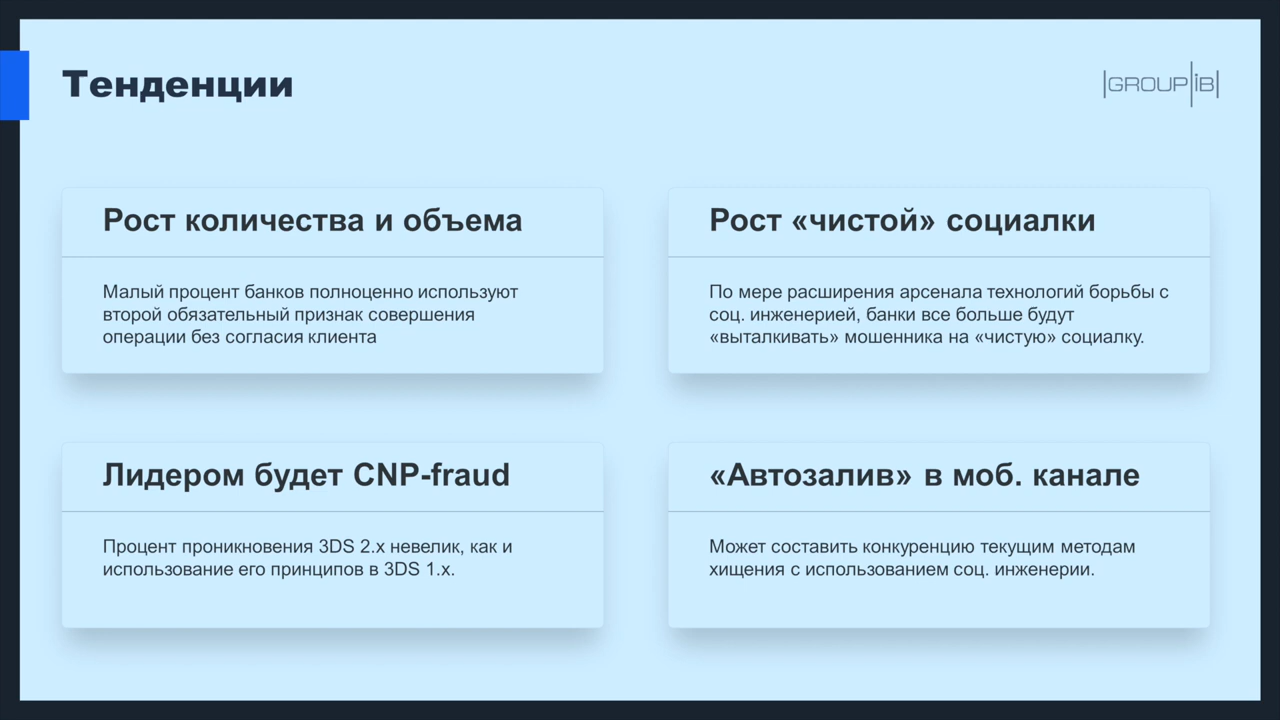 Тенденции
|GROUP|iB|
Рост количества и объема
Малый процент банков полноценно используют
второй обязательный признак совершения
операции без согласия клиента
Рост «чистой» социалки
По мере расширения арсенала технологий борьбы с
соц. инженерией, банки все больше будут
«выталкивать» мошенника на «чистую» социалку.
Лидером будет CNP-fraud
Процент проникновения 3DS 2.x невелик, как и
использование его принципов в 3DS 1.x.
«Автозалив» в моб. канале
Может составить конкуренцию текущим методам
хищения с использованием соц. инженерии.